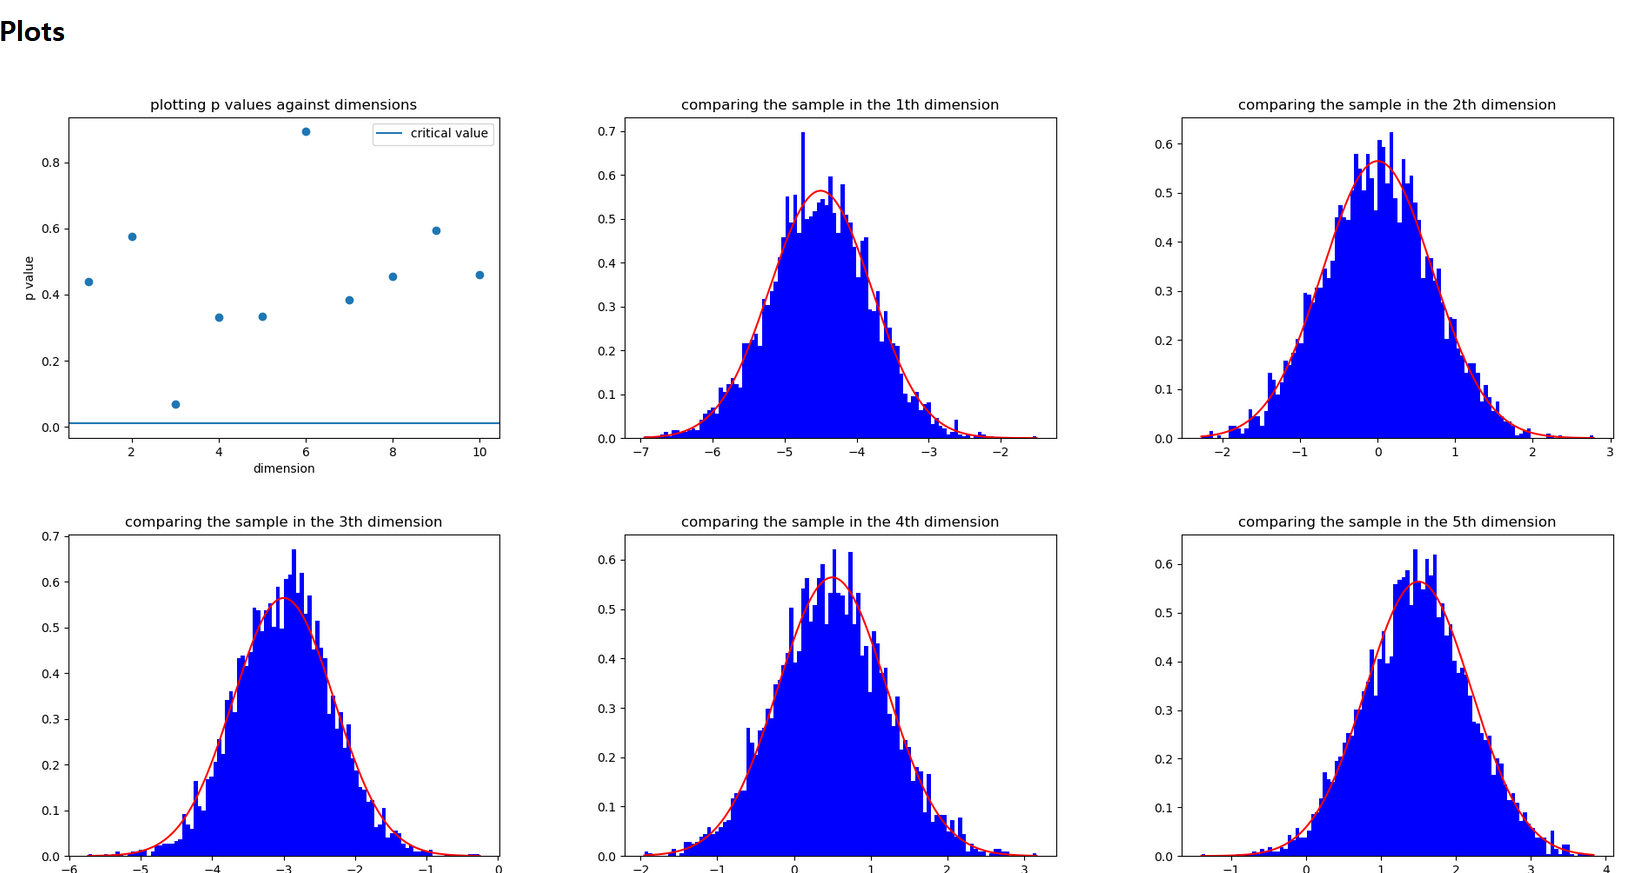 Plots
plotting p values against dimensions
critical value
0.8
0.6
0.4
0.2
0.0
p value
2 4 6 8 10
dimension
comparing the sample in the 1th dimension
0.7
0.6
0.5
0.4
0.3
0.2
0.1
0.0
−7 −6 −5 −4 −3 −2
comparing the sample in the 2th dimension
0.6
0.5
0.4
0.3
0.2
0.1
0.0
−2 −1 0 1 2 3
comparing the sample in the 3th dimension
0.7
0.6
0.5
0.4
0.3
0.2
0.1
0.0
−6 −5 −4 −3 −2 −1 0
comparing the sample in the 4th dimension
0.6
0.5
0.4
0.3
0.2
0.1
0.0
−2 −1 0 1 2 3
comparing the sample in the 5th dimension
0.6
0.5
0.4
0.3
0.2
0.1
0.0
−1 0 1 2 3 4